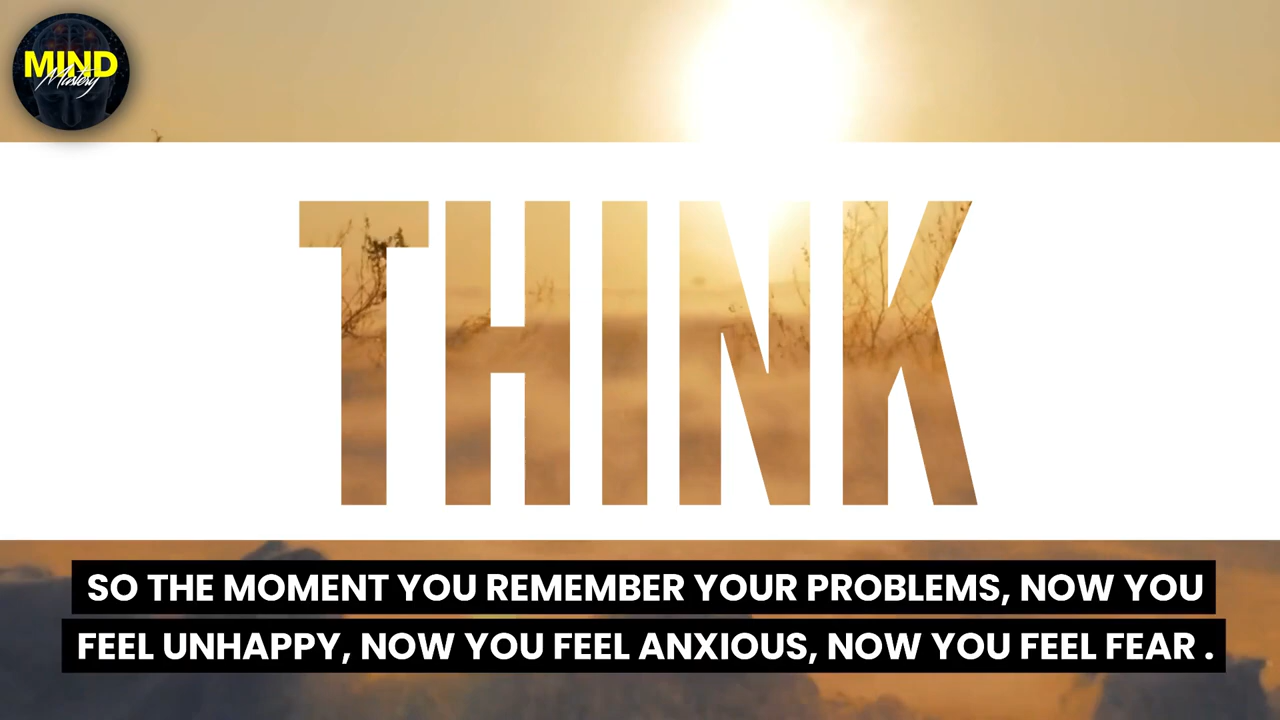 MIND
Mastery
THINK
SO THE MOMENT YOU REMEMBER YOUR PROBLEMS, NOW YOU
FEEL UNHAPPY, NOW YOU FEEL ANXIOUS, NOW YOU FEEL FEAR .